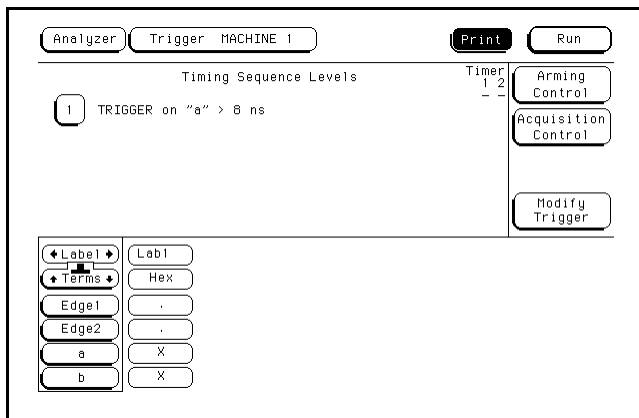 Analyzer Trigger MACHINE 1 Print Run
Timing Sequence Levels
Timer
1 2
- -
Arming
Control
1 TRIGGER on "a" > 8 ns
Acquisition
Control
Modify
Trigger
Label Lab1
Terms Hex
Edge1 .
Edge2 .
a X
b X